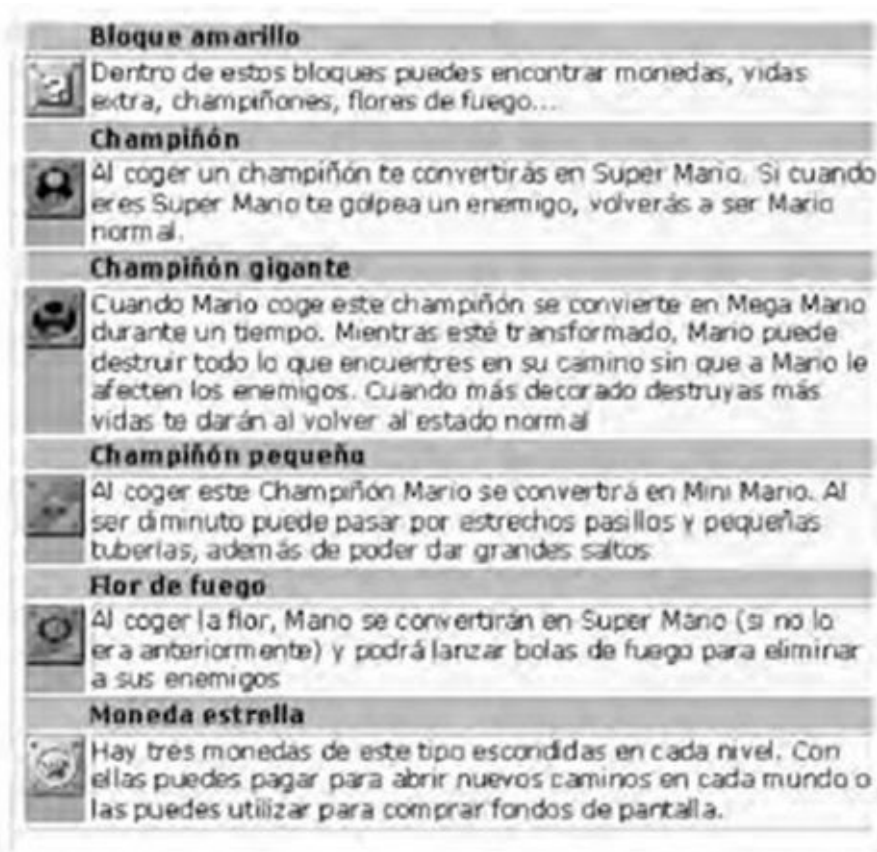 Bloque amarillo
Dentro de estos bloques puedes encontrar monedas, vidas
extra, champiñones, flores de fuego...
Champiñón
Al coger un champiñón te convertirás en Super Mario. Si cuando
eres Super Mario te golpea un enemigo, volverás a ser Mario
normal.
Champiñón gigante
Cuando Mario coge este champiñón se convierte en Mega Mario
durante un tiempo. Mientras esté transformado, Mario puede
destruir todo lo que encuentres en su camino sin que a Mario le
afecten los enemigos. Cuando más decorado destruyas más
vidas te darán al volver al estado normal
Champiñón pequeño
Al coger este Champiñón Mario se convertirá en Mini Mario. Al
ser diminuto puede pasar por estrechos pasillos y pequeñas
tuberías, además de poder dar grandes saltos
Flor de fuego
Al coger la flor, Mario se convertirán en Super Mario (si no lo
era anteriormente) y podrá lanzar bolas de fuego para eliminar
a sus enemigos
Moneda estrella
Hay tres monedas de este tipo escondidas en cada nivel. Con
ellas puedes pagar para abrir nuevos caminos en cada mundo o
las puedes utilizar para comprar fondos de pantalla.